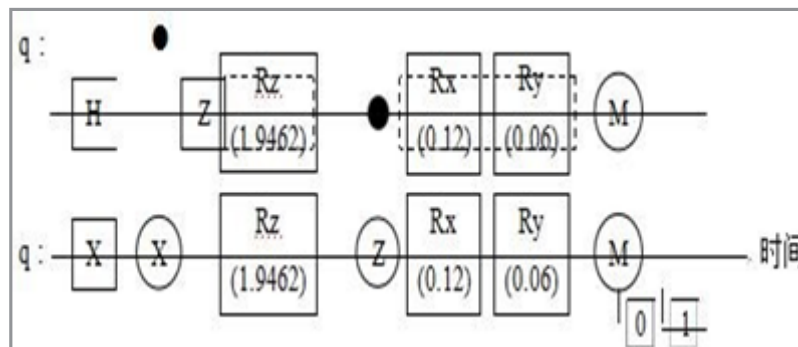 q :
Rz Rx Ry
H Z M
(1.9462) (0.12) (0.06)
Rz Rx Ry
q : X X Z M 时间
(1.9462) (0.12) (0.06)
0 1